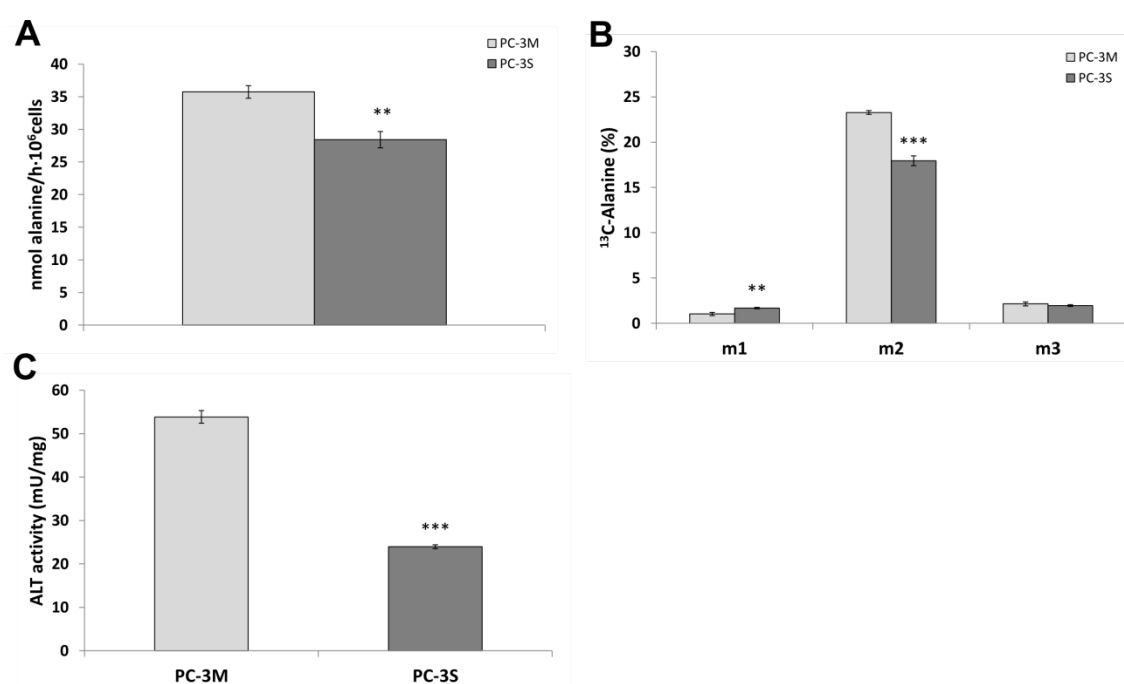 A
PC-3M
PC-3S
nmol alanine/h·10⁶cells
40
35
30
25
20
15
10
5
0
**
B
PC-3M
PC-3S
¹³C-Alanine (%)
30
25
20
15
10
5
0
**
***
m1 m2 m3
C
ALT activity (mU/mg)
60
50
40
30
20
10
0
***
PC-3M PC-3S